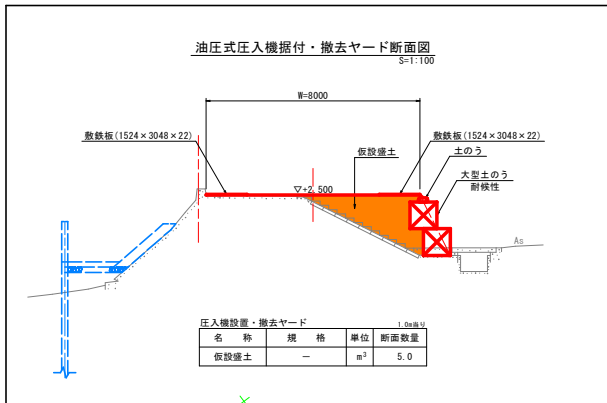 油圧式圧入機据付・撤去ヤード断面図
S=1:100
W=8000
敷鉄板(1524×3048×22)
敷鉄板(1524×3048×22)
仮設盛土
土のう
大型土のう
耐候性
▽+2,500
As
圧入機設置・撤去ヤード
1.0m当り
名 称 規 格 単位 断面数量
仮設盛土 － m³ 5.0